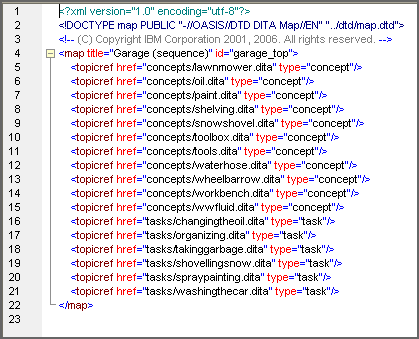 1 <?xml version="1.0" encoding="utf-8"?>
2 <!DOCTYPE map PUBLIC "-//OASIS//DTD DITA Map//EN" "../dtd/map.dtd">
3 <!-- (C) Copyright IBM Corporation 2001, 2006. All rights reserved. -->
4 <map title="Garage (sequence)" id="garage_top">
5 <topicref href="concepts/lawnmower.dita" type="concept"/>
6 <topicref href="concepts/oil.dita" type="concept"/>
7 <topicref href="concepts/paint.dita" type="concept"/>
8 <topicref href="concepts/shelving.dita" type="concept"/>
9 <topicref href="concepts/snowshovel.dita" type="concept"/>
10 <topicref href="concepts/toolbox.dita" type="concept"/>
11 <topicref href="concepts/tools.dita" type="concept"/>
12 <topicref href="concepts/waterhose.dita" type="concept"/>
13 <topicref href="concepts/wheelbarrow.dita" type="concept"/>
14 <topicref href="concepts/workbench.dita" type="concept"/>
15 <topicref href="concepts/wwfluid.dita" type="concept"/>
16 <topicref href="tasks/changingtheoil.dita" type="task"/>
17 <topicref href="tasks/organizing.dita" type="task"/>
18 <topicref href="tasks/takinggarbage.dita" type="task"/>
19 <topicref href="tasks/shovellingsnow.dita" type="task"/>
20 <topicref href="tasks/spraypainting.dita" type="task"/>
21 <topicref href="tasks/washingthecar.dita" type="task"/>
22 </map>
23